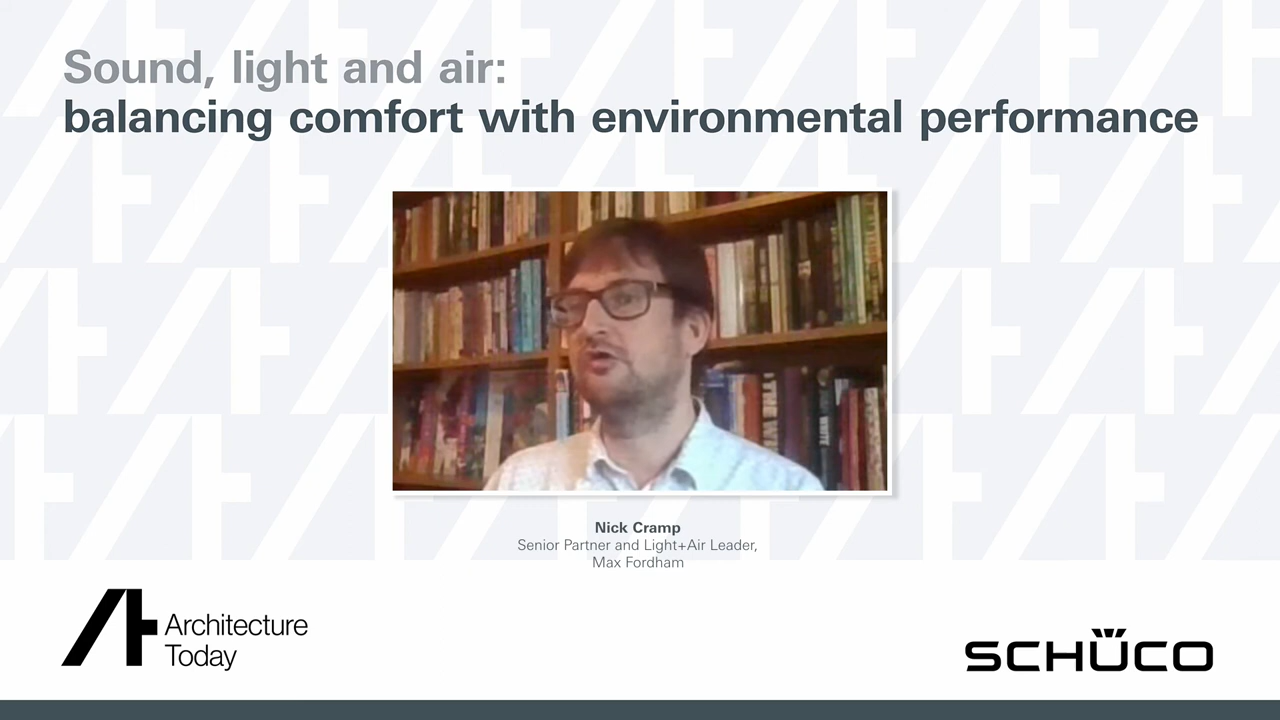 Sound, light and air:
balancing comfort with environmental performance
Nick Cramp
Senior Partner and Light+Air Leader,
Max Fordham
Architecture
Today
SCHÜCO